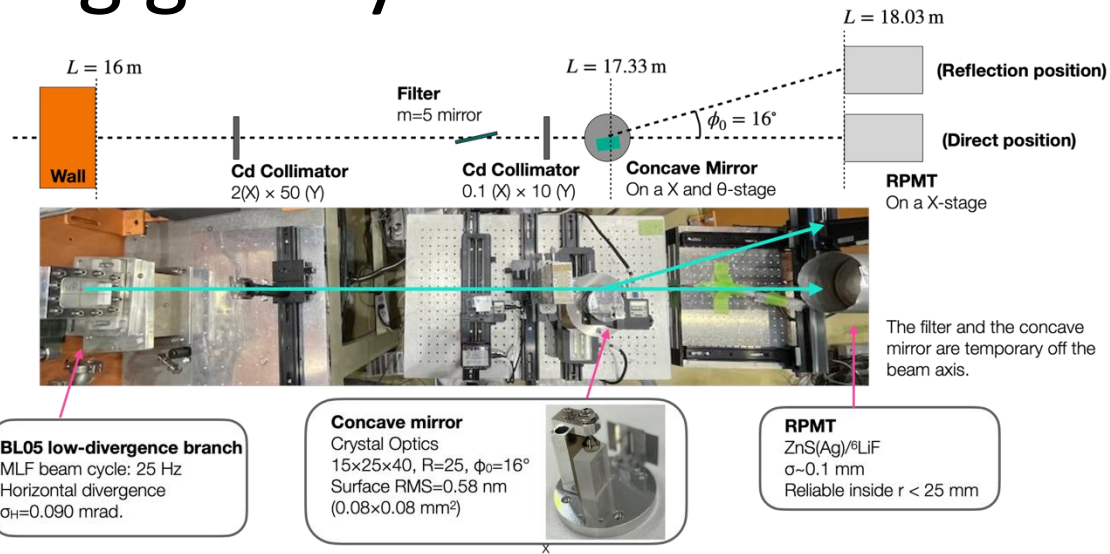 L = 18.03 m
L = 16 m
L = 17.33 m
(Reflection position)
Filter
m=5 mirror
ϕ₀ = 16°
(Direct position)
Wall
Cd Collimator
2(X) × 50 (Y)
Cd Collimator
0.1 (X) × 10 (Y)
Concave Mirror
On a X and θ-stage
RPMT
On a X-stage
The filter and the concave
mirror are temporary off the
beam axis.
BL05 low-divergence branch
MLF beam cycle: 25 Hz
Horizontal divergence
σH=0.090 mrad.
Concave mirror
Crystal Optics
15×25×40, R=25, ϕ₀=16°
Surface RMS=0.58 nm
(0.08×0.08 mm²)
RPMT
ZnS(Ag)/⁶LiF
σ~0.1 mm
Reliable inside r < 25 mm
x